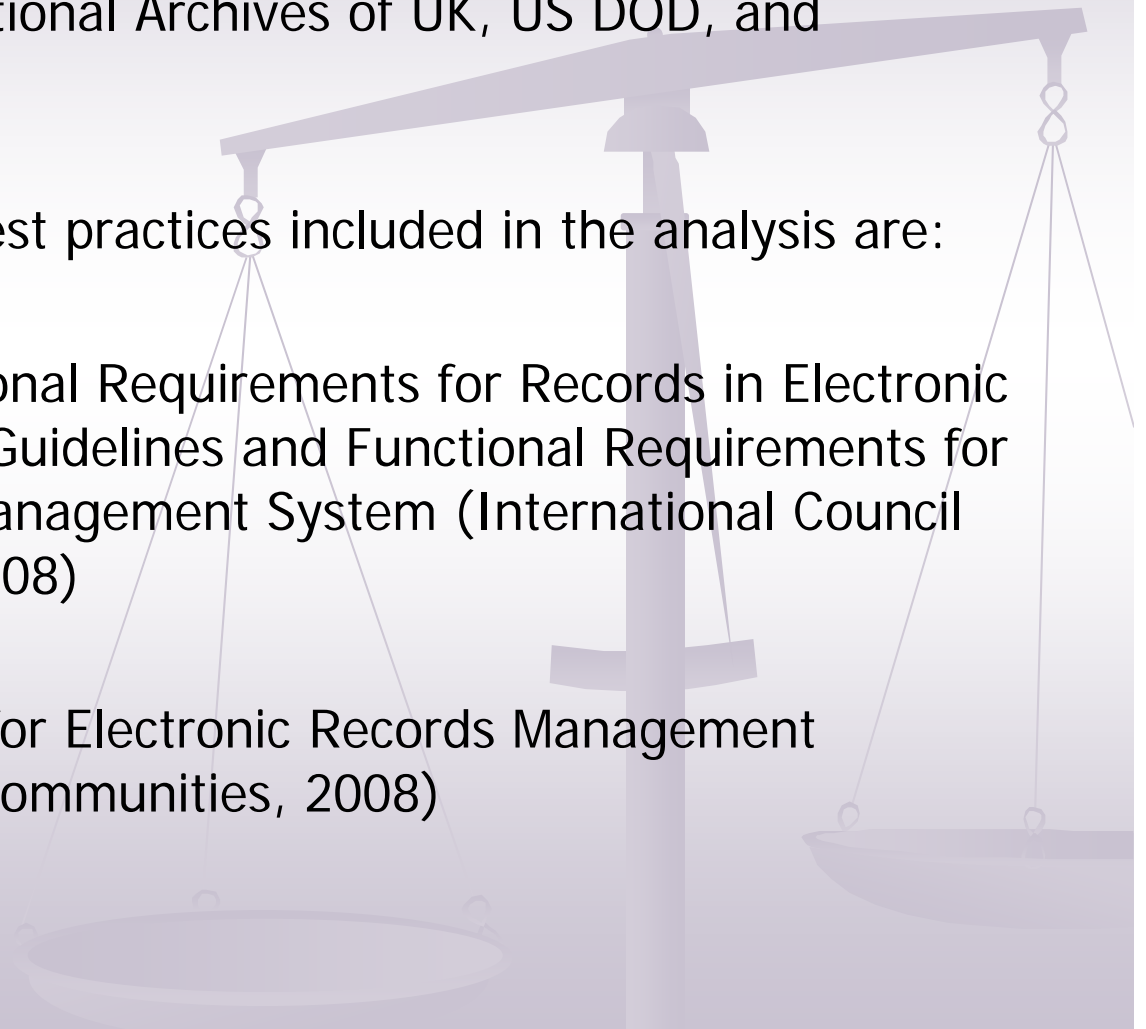 tional Archives of UK, US DOD, and
est practices included in the analysis are:
onal Requirements for Records in Electronic
Guidelines and Functional Requirements for
anagement System (International Council
08)
for Electronic Records Management
ommunities, 2008)